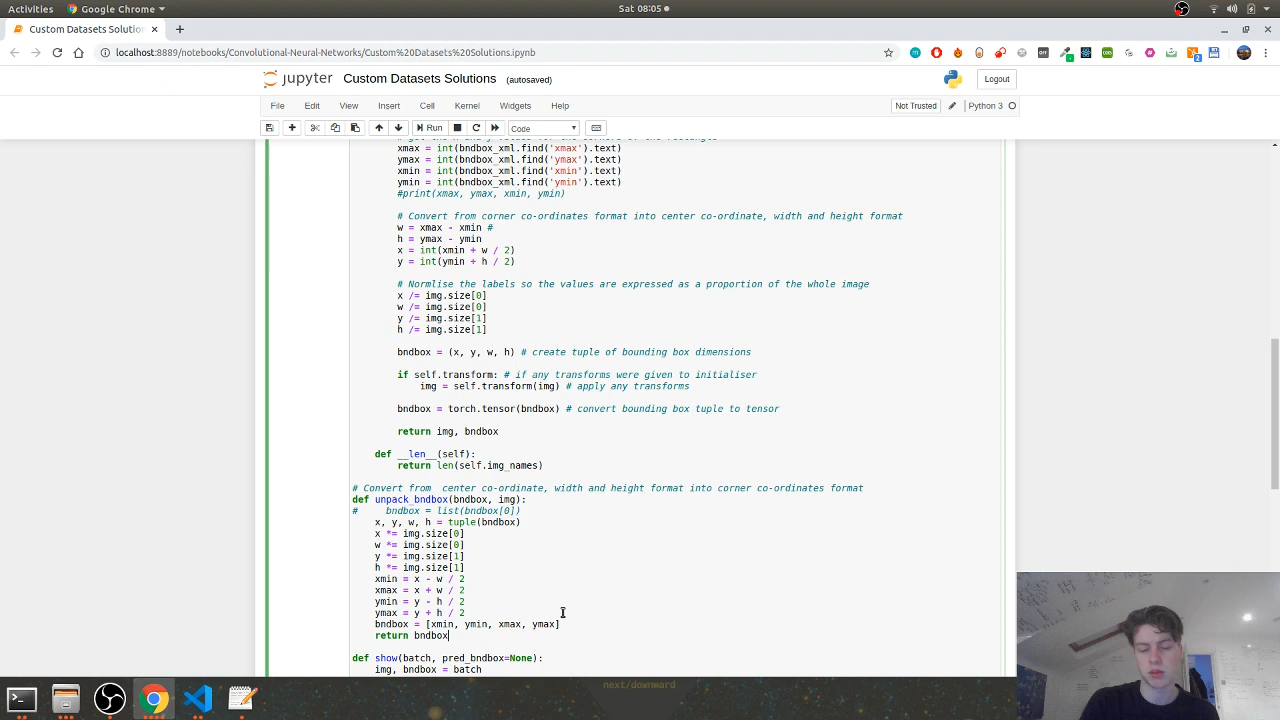 Activities
Google Chrome
Sat 08:05
Custom Datasets Solution
localhost:8889/notebooks/Convolutional-Neural-Networks/Custom%20Datasets%20Solutions.ipynb
jupyter
Custom Datasets Solutions (autosaved)
Logout
File Edit View Insert Cell Kernel Widgets Help
Not Trusted
Python 3
Run
Code
xmax = int(bndbox_xml.find('xmax').text)
ymax = int(bndbox_xml.find('ymax').text)
xmin = int(bndbox_xml.find('xmin').text)
ymin = int(bndbox_xml.find('ymin').text)
#print(xmax, ymax, xmin, ymin)
# Convert from corner co-ordinates format into center co-ordinate, width and height format
w = xmax - xmin #
h = ymax - ymin
x = int(xmin + w / 2)
y = int(ymin + h / 2)
# Normlise the labels so the values are expressed as a proportion of the whole image
x /= img.size[0]
w /= img.size[0]
y /= img.size[1]
h /= img.size[1]
bndbox = (x, y, w, h) # create tuple of bounding box dimensions
if self.transform: # if any transforms were given to initialiser
img = self.transform(img) # apply any transforms
bndbox = torch.tensor(bndbox) # convert bounding box tuple to tensor
return img, bndbox
def __len__(self):
return len(self.img_names)
# Convert from  center co-ordinate, width and height format into corner co-ordinates format
def unpack_bndbox(bndbox, img):
#     bndbox = list(bndbox[0])
x, y, w, h = tuple(bndbox)
x *= img.size[0]
w *= img.size[0]
y *= img.size[1]
h *= img.size[1]
xmin = x - w / 2
xmax = x + w / 2
ymin = y - h / 2
ymax = y + h / 2
bndbox = [xmin, ymin, xmax, ymax]
return bndbox
def show(batch, pred_bndbox=None):
img, bndbox = batch
next/downward